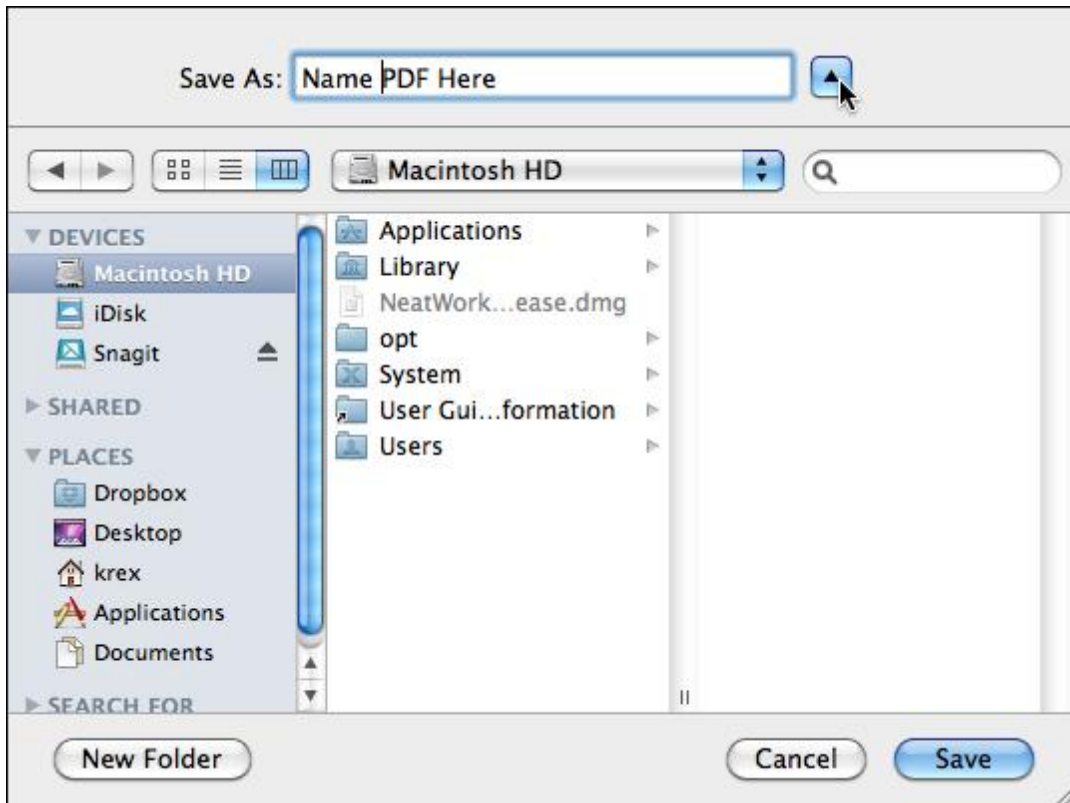 Save As: Name PDF Here
Macintosh HD
DEVICES
Macintosh HD
iDisk
Snagit
SHARED
PLACES
Dropbox
Desktop
krex
Applications
Documents
SEARCH FOR
Applications
Library
NeatWork...ease.dmg
opt
System
User Gui...formation
Users
New Folder
Cancel
Save